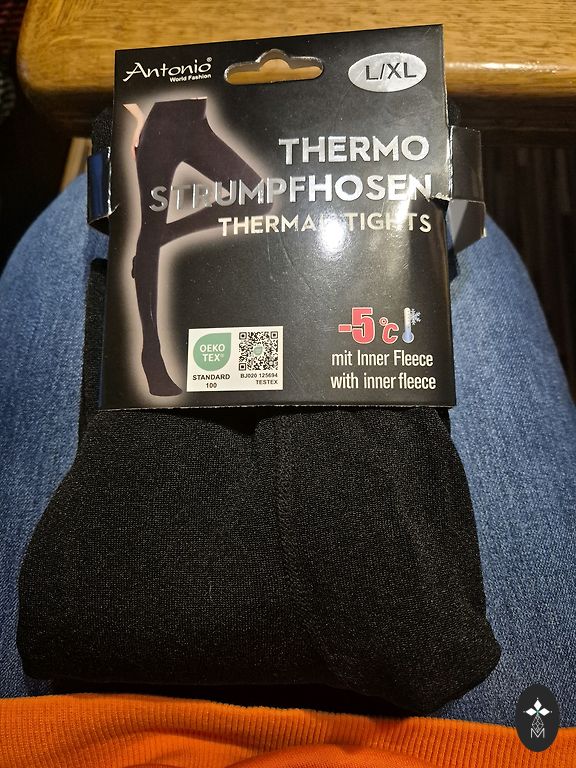 Antonio®
World Fashion
L/XL
THERMO
STRUMPFHOSEN
THERMAL TIGHTS
-5°C
mit Inner Fleece
with inner fleece
OEKO
TEX®
STANDARD
100
BJ020 125694
TESTEX
M